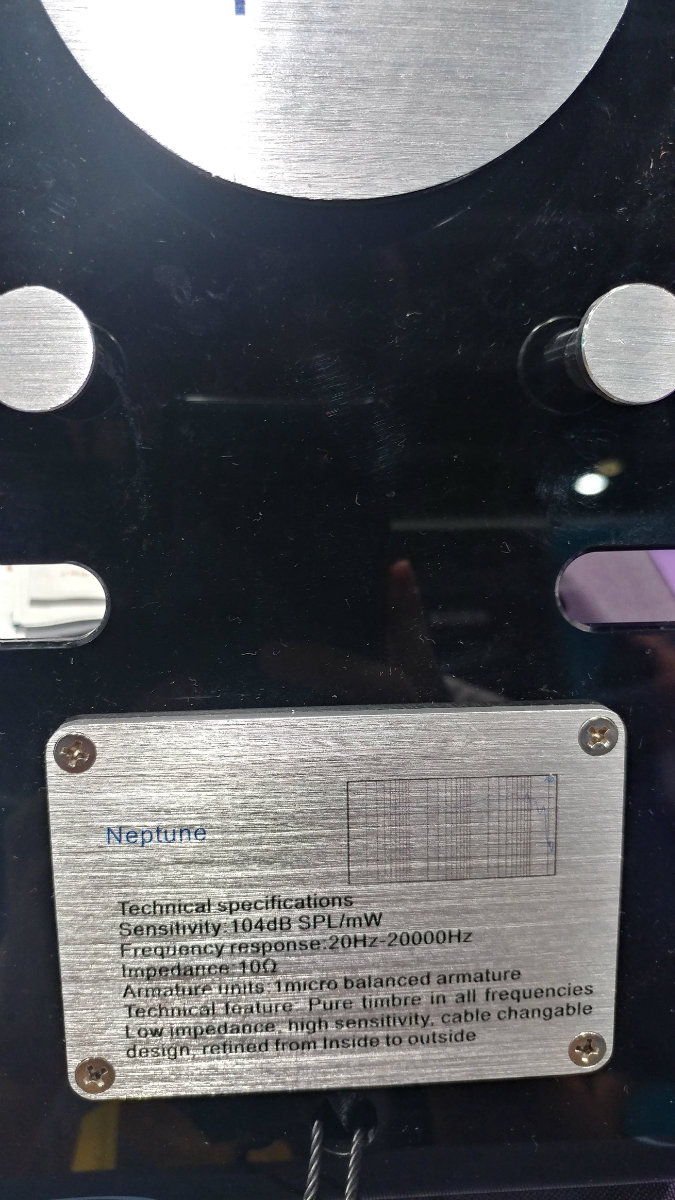 Neptune
Technical specifications
Sensitivity:104dB SPL/mW
Frequency response:20Hz-20000Hz
Impedance:10Ω
Armature units:1micro balanced armature
Technical feature: Pure timbre in all frequencies
Low impedance, high sensitivity, cable changable
design, refined from Inside to outside